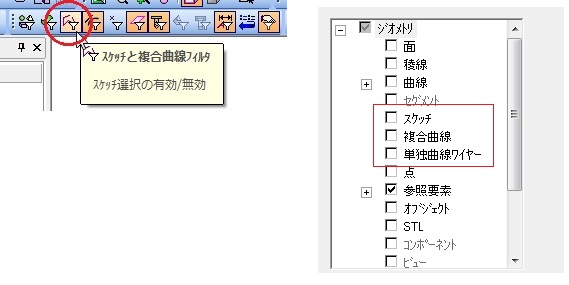 スケッチと複合曲線フィルタ
スケッチ選択の有効/無効
ジオメトリ
面
稜線
曲線
セグメント
スケッチ
複合曲線
単独曲線ワイヤー
点
参照要素
オブジェクト
STL
コンポーネント
ビュー